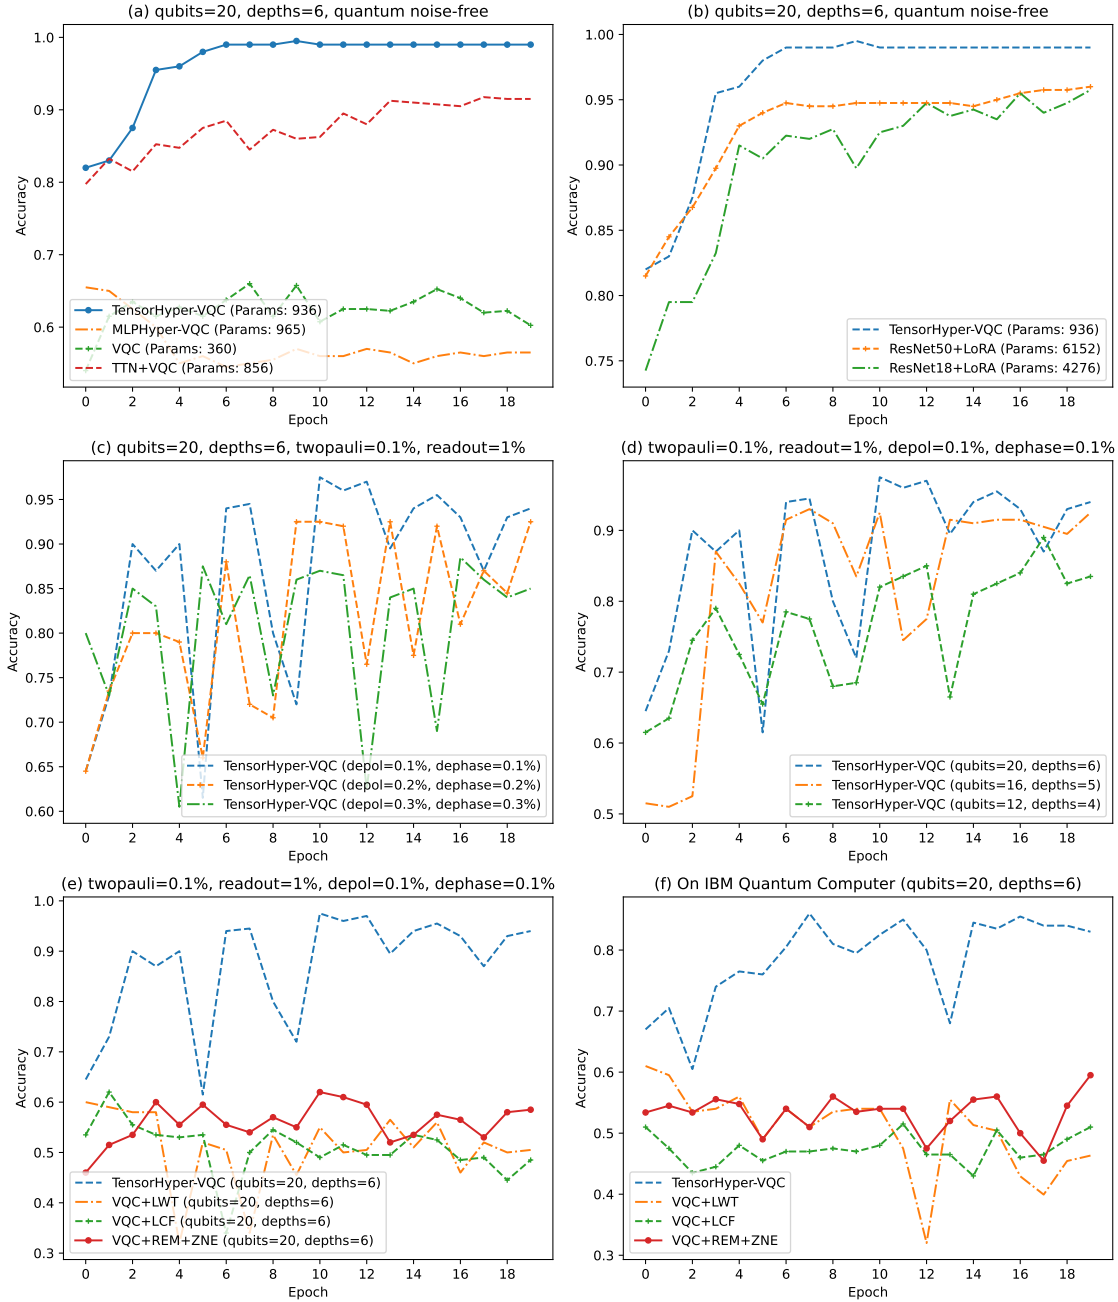 (a) qubits=20, depths=6, quantum noise-free
1.0
0.9
0.8
0.7
0.6
Accuracy
TensorHyper-VQC (Params: 936)
MLPHyper-VQC (Params: 965)
VQC (Params: 360)
TTN+VQC (Params: 856)
0 2 4 6 8 10 12 14 16 18
Epoch
(b) qubits=20, depths=6, quantum noise-free
1.00
0.95
0.90
0.85
0.80
0.75
Accuracy
TensorHyper-VQC (Params: 936)
ResNet50+LoRA (Params: 6152)
ResNet18+LoRA (Params: 4276)
0 2 4 6 8 10 12 14 16 18
Epoch
(c) qubits=20, depths=6, twopauli=0.1%, readout=1%
0.95
0.90
0.85
0.80
0.75
0.70
0.65
0.60
Accuracy
TensorHyper-VQC (depol=0.1%, dephase=0.1%)
TensorHyper-VQC (depol=0.2%, dephase=0.2%)
TensorHyper-VQC (depol=0.3%, dephase=0.3%)
0 2 4 6 8 10 12 14 16 18
Epoch
(d) twopauli=0.1%, readout=1%, depol=0.1%, dephase=0.1%
0.9
0.8
0.7
0.6
0.5
Accuracy
TensorHyper-VQC (qubits=20, depths=6)
TensorHyper-VQC (qubits=16, depths=5)
TensorHyper-VQC (qubits=12, depths=4)
0 2 4 6 8 10 12 14 16 18
Epoch
(e) twopauli=0.1%, readout=1%, depol=0.1%, dephase=0.1%
1.0
0.9
0.8
0.7
0.6
0.5
0.4
0.3
Accuracy
TensorHyper-VQC (qubits=20, depths=6)
VQC+LWT (qubits=20, depths=6)
VQC+LCF (qubits=20, depths=6)
VQC+REM+ZNE (qubits=20, depths=6)
0 2 4 6 8 10 12 14 16 18
Epoch
(f) On IBM Quantum Computer (qubits=20, depths=6)
0.8
0.7
0.6
0.5
0.4
0.3
Accuracy
TensorHyper-VQC
VQC+LWT
VQC+LCF
VQC+REM+ZNE
0 2 4 6 8 10 12 14 16 18
Epoch